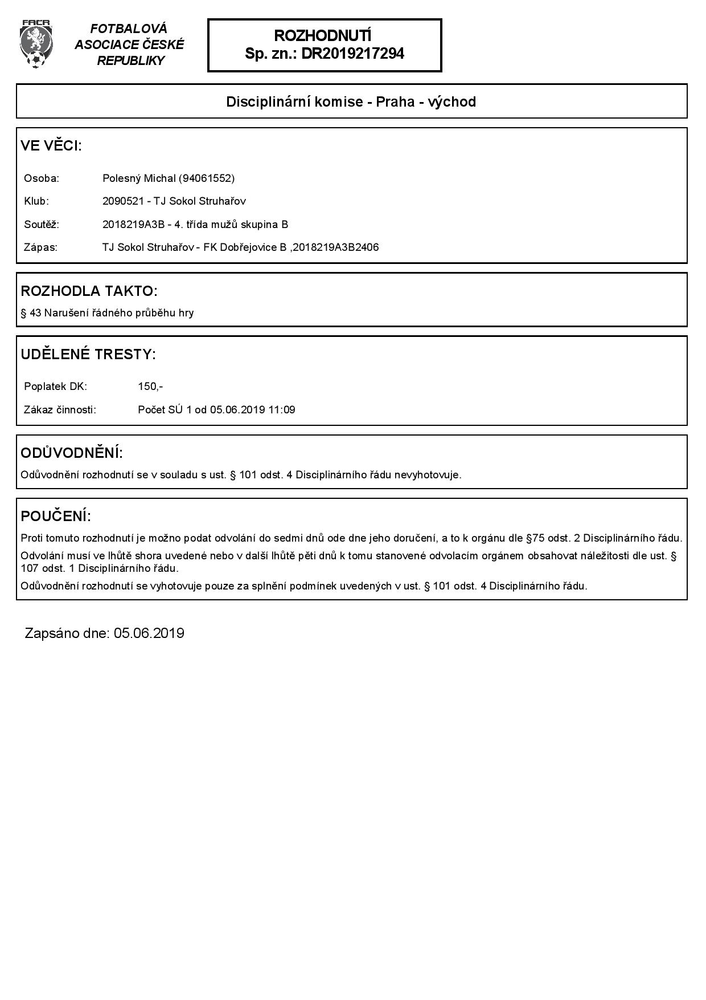 FAČR
FOTBALOVÁ
ASOCIACE ČESKÉ
REPUBLIKY
ROZHODNUTÍ
Sp. zn.: DR2019217294
Disciplinární komise - Praha - východ
VE VĚCI:
Osoba: Polesný Michal (94061552)
Klub: 2090521 - TJ Sokol Struhařov
Soutěž: 2018219A3B - 4. třída mužů skupina B
Zápas: TJ Sokol Struhařov - FK Dobřejovice B ,2018219A3B2406
ROZHODLA TAKTO:
§ 43 Narušení řádného průběhu hry
UDĚLENÉ TRESTY:
Poplatek DK: 150,-
Zákaz činnosti: Počet SÚ 1 od 05.06.2019 11:09
ODŮVODNĚNÍ:
Odůvodnění rozhodnutí se v souladu s ust. § 101 odst. 4 Disciplinárního řádu nevyhotovuje.
POUČENÍ:
Proti tomuto rozhodnutí je možno podat odvolání do sedmi dnů ode dne jeho doručení, a to k orgánu dle §75 odst. 2 Disciplinárního řádu.
Odvolání musí ve lhůtě shora uvedené nebo v další lhůtě pěti dnů k tomu stanovené odvolacím orgánem obsahovat náležitosti dle ust. §
107 odst. 1 Disciplinárního řádu.
Odůvodnění rozhodnutí se vyhotovuje pouze za splnění podmínek uvedených v ust. § 101 odst. 4 Disciplinárního řádu.
Zapsáno dne: 05.06.2019